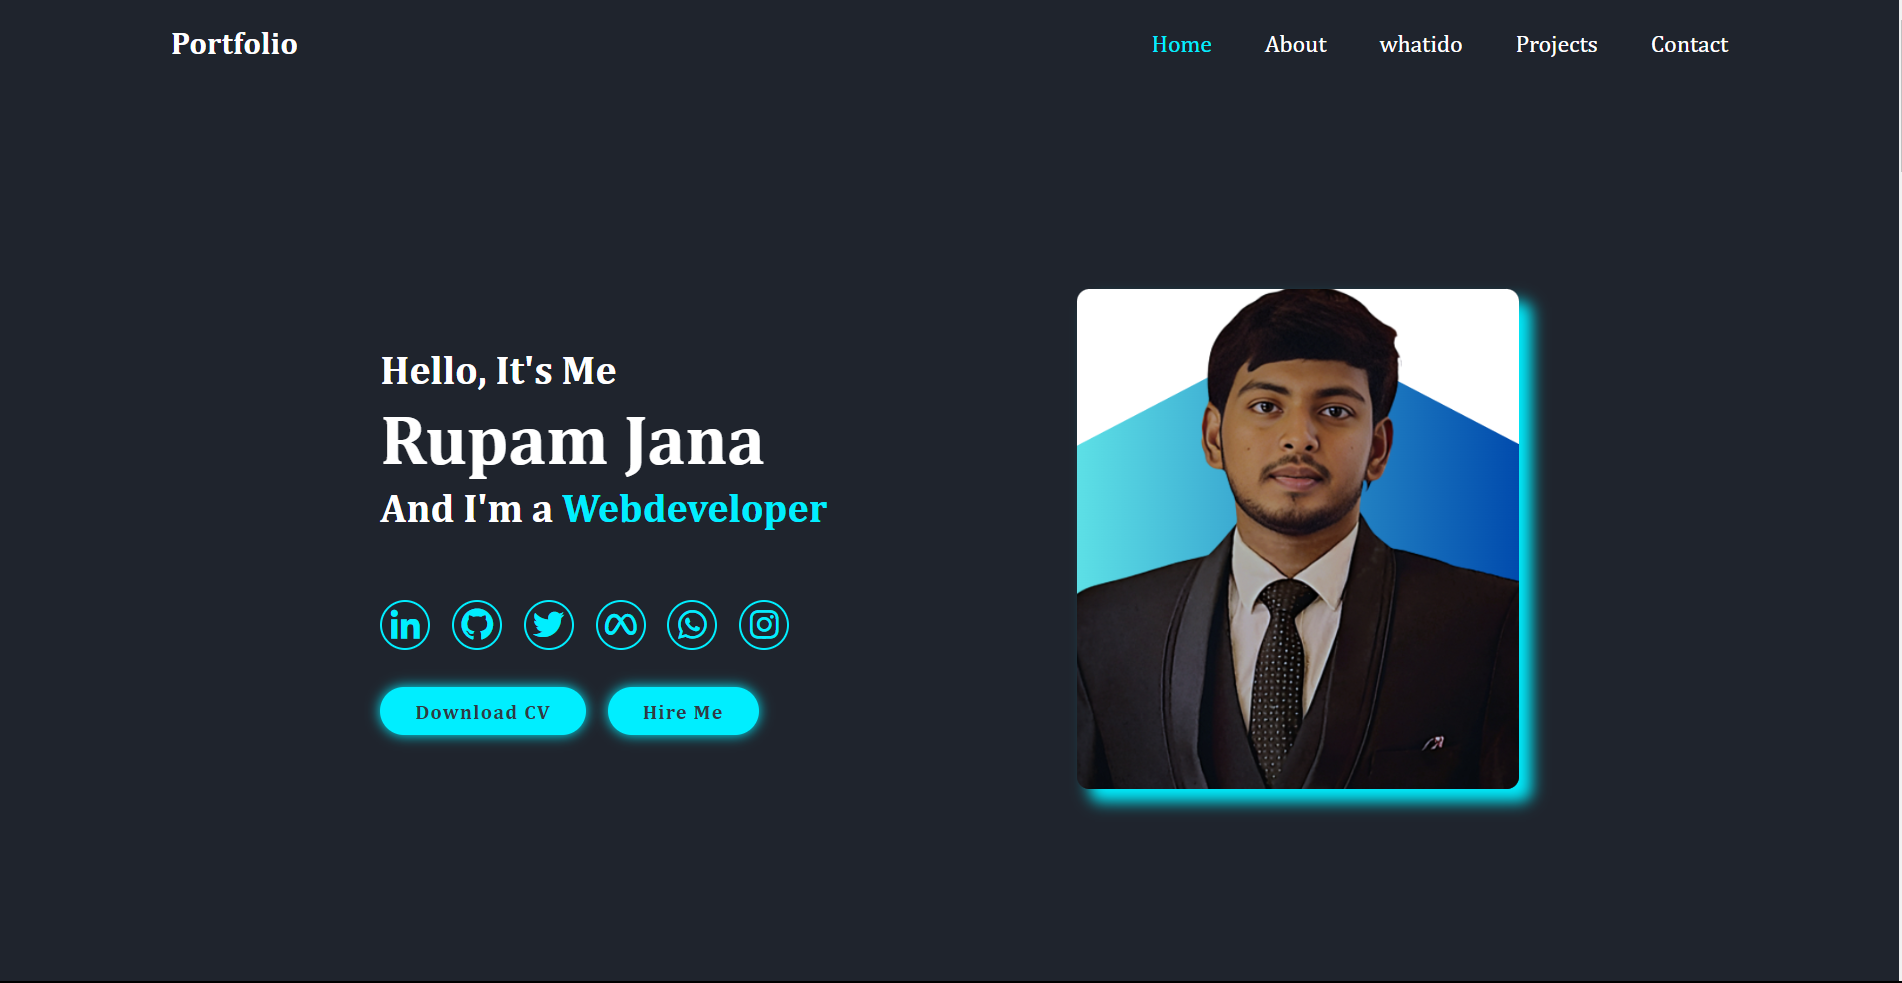 Portfolio
Home About whatido Projects Contact
Hello, It's Me
Rupam Jana
And I'm a Webdeveloper
Download CV Hire Me